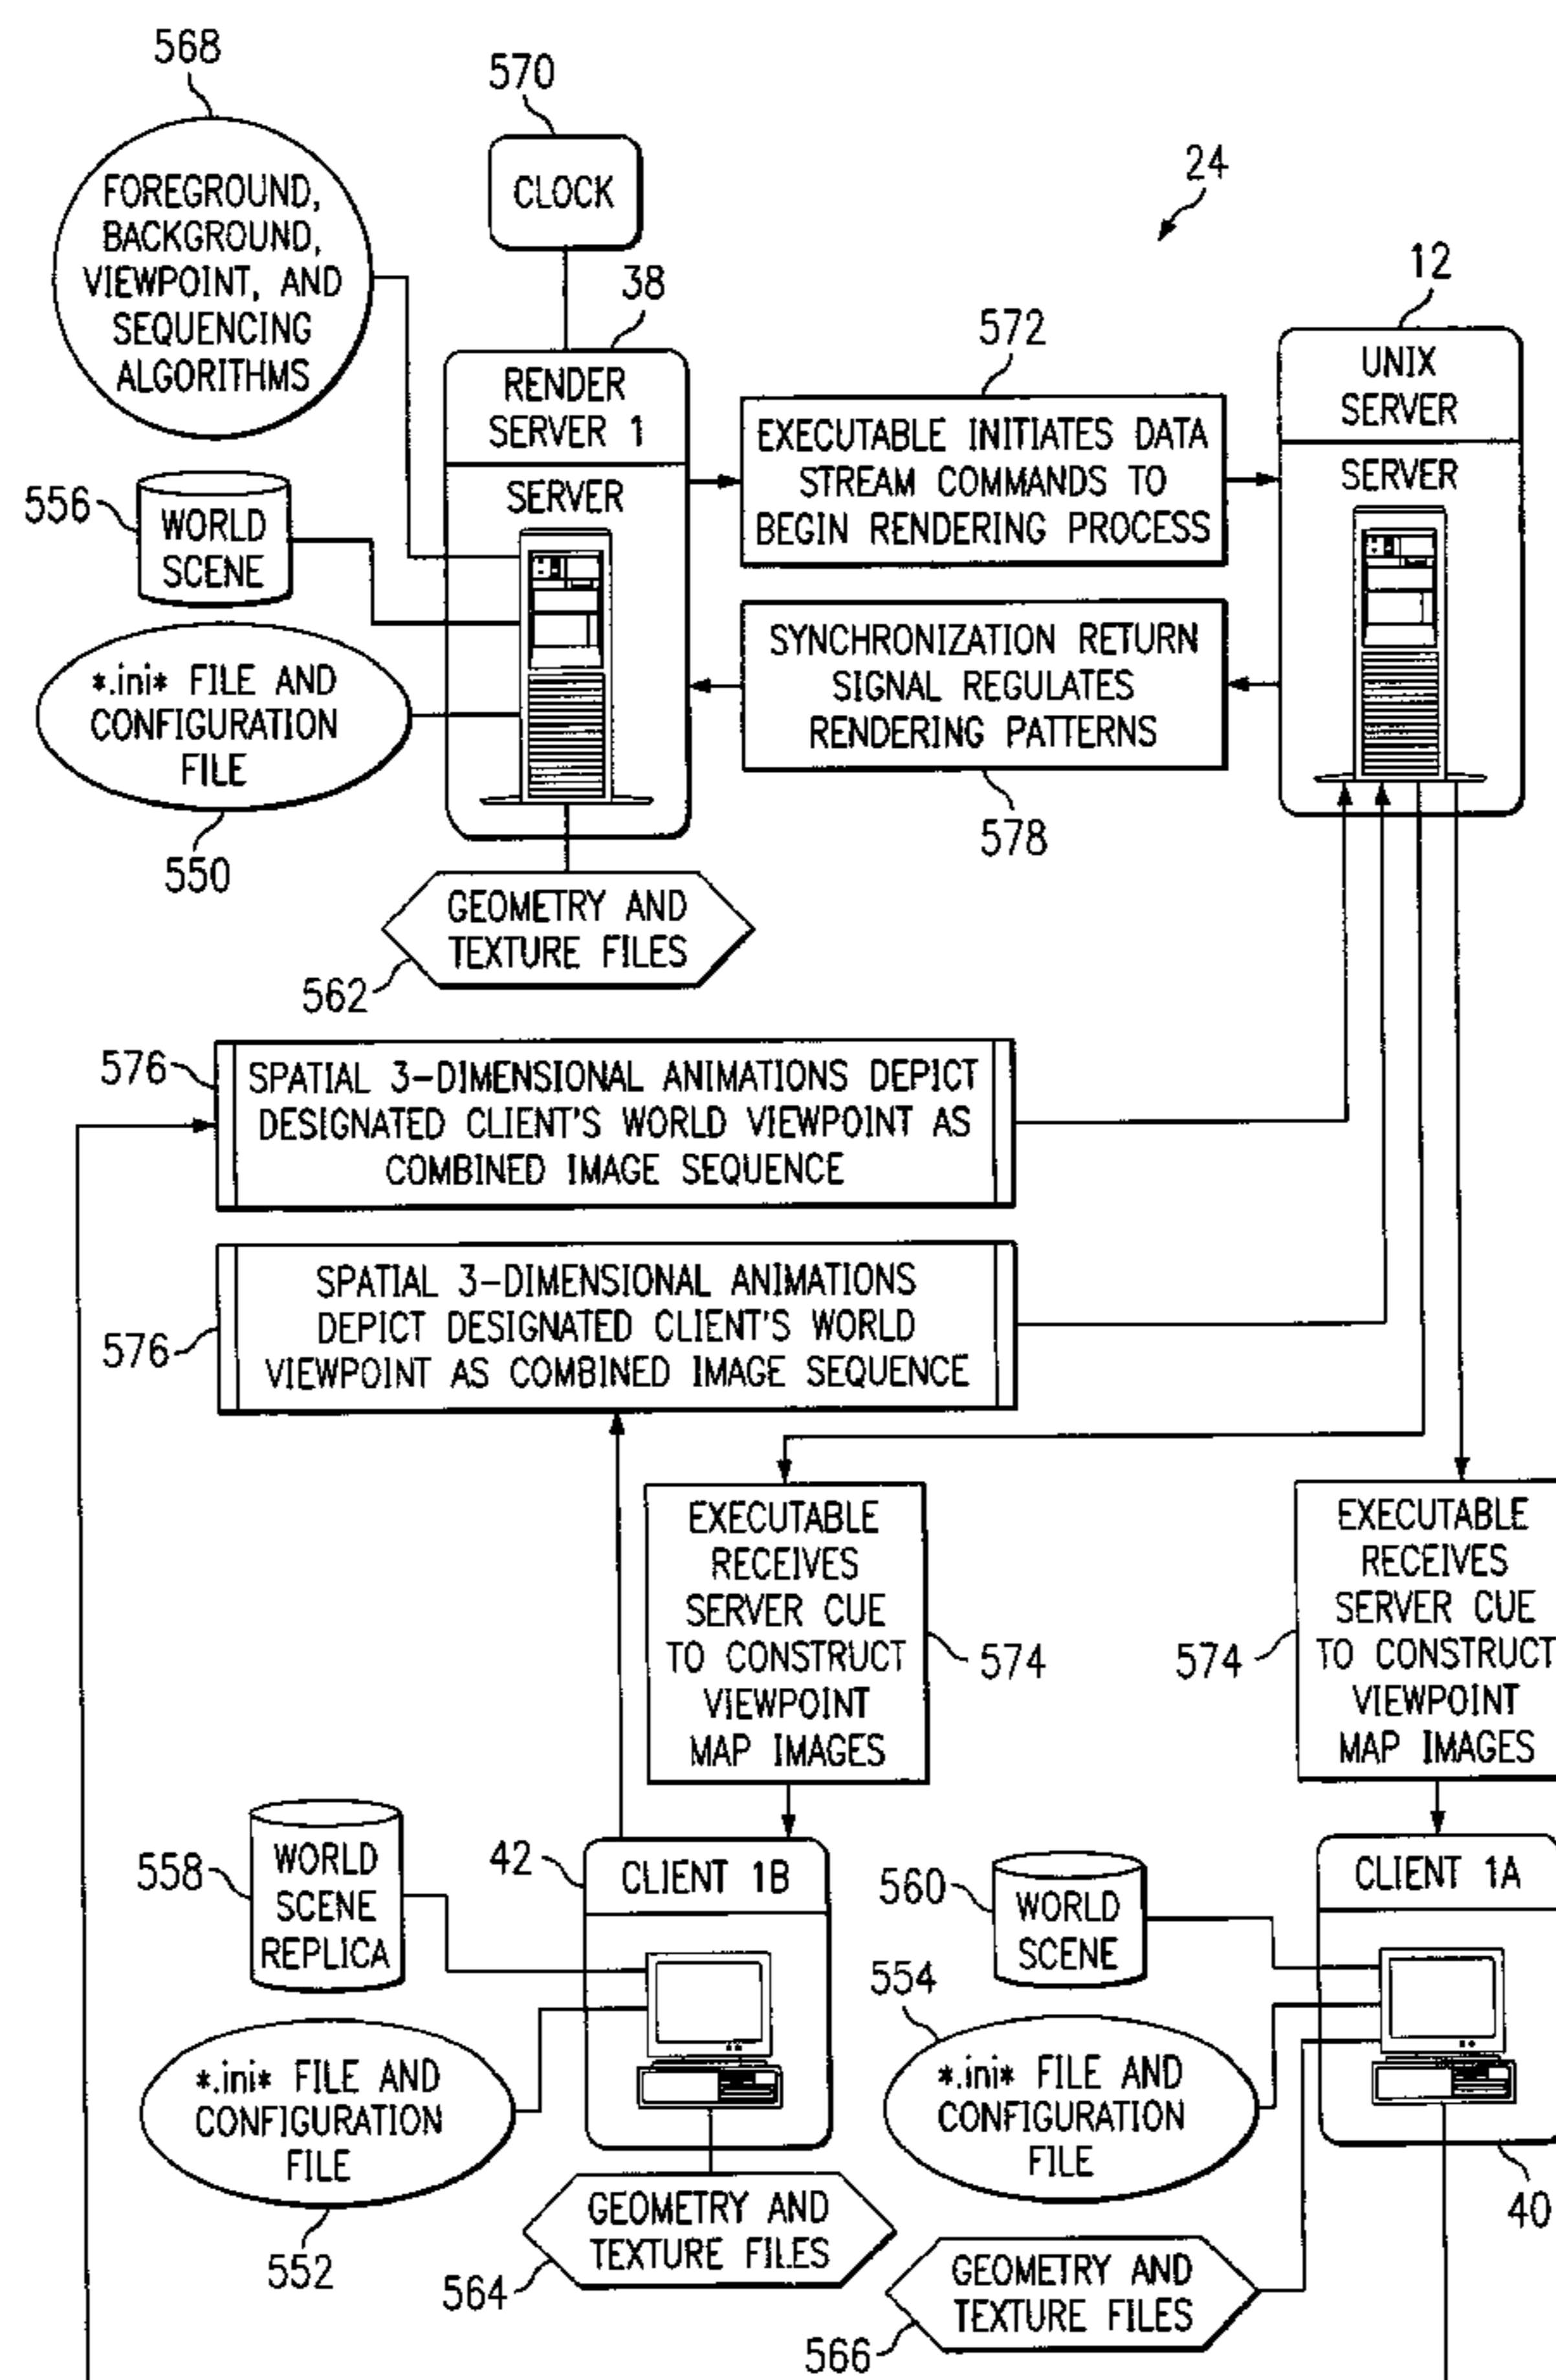 568
570
FOREGROUND,
BACKGROUND,
VIEWPOINT, AND
SEQUENCING
ALGORITHMS
CLOCK
24
38
12
572
RENDER
SERVER 1
SERVER
EXECUTABLE INITIATES DATA
STREAM COMMANDS TO
BEGIN RENDERING PROCESS
UNIX
SERVER
SERVER
556
WORLD
SCENE
*.ini* FILE AND
CONFIGURATION
FILE
550
SYNCHRONIZATION RETURN
SIGNAL REGULATES
RENDERING PATTERNS
578
GEOMETRY AND
TEXTURE FILES
562
576
SPATIAL 3-DIMENSIONAL ANIMATIONS DEPICT
DESIGNATED CLIENT'S WORLD VIEWPOINT AS
COMBINED IMAGE SEQUENCE
576
SPATIAL 3-DIMENSIONAL ANIMATIONS
DEPICT DESIGNATED CLIENT'S WORLD
VIEWPOINT AS COMBINED IMAGE SEQUENCE
EXECUTABLE
RECEIVES
SERVER CUE
TO CONSTRUCT
VIEWPOINT
MAP IMAGES
574
574
EXECUTABLE
RECEIVES
SERVER CUE
TO CONSTRUCT
VIEWPOINT
MAP IMAGES
558
WORLD
SCENE
REPLICA
42
CLIENT 1B
560
WORLD
SCENE
CLIENT 1A
554
*.ini* FILE AND
CONFIGURATION
FILE
552
*.ini* FILE AND
CONFIGURATION
FILE
40
GEOMETRY AND
TEXTURE FILES
564
GEOMETRY AND
TEXTURE FILES
566